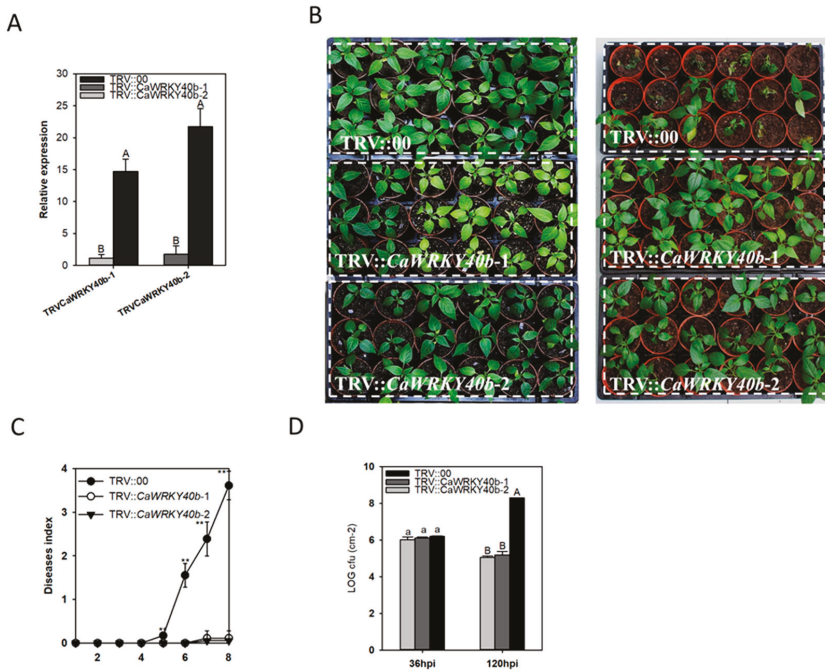 A
Relative expression
30
25
20
15
10
5
0
TRV::00
TRV::CaWRKY40b-1
TRV::CaWRKY40b-2
B
A
B
A
TRVCaWRKY40b-1
TRVCaWRKY40b-2
B
TRV::00
TRV::CaWRKY40b-1
TRV::CaWRKY40b-2
TRV::00
TRV::CaWRKY40b-1
TRV::CaWRKY40b-2
C
Diseases index
4
3
2
1
0
TRV::00
TRV::CaWRKY40b-1
TRV::CaWRKY40b-2
**
**
**
**
2
4
6
8
D
LOG cfu (cm-2)
10
8
6
4
2
0
TRV::00
TRV::CaWRKY40b-1
TRV::CaWRKY40b-2
a
a
a
B
B
A
36hpi
120hpi